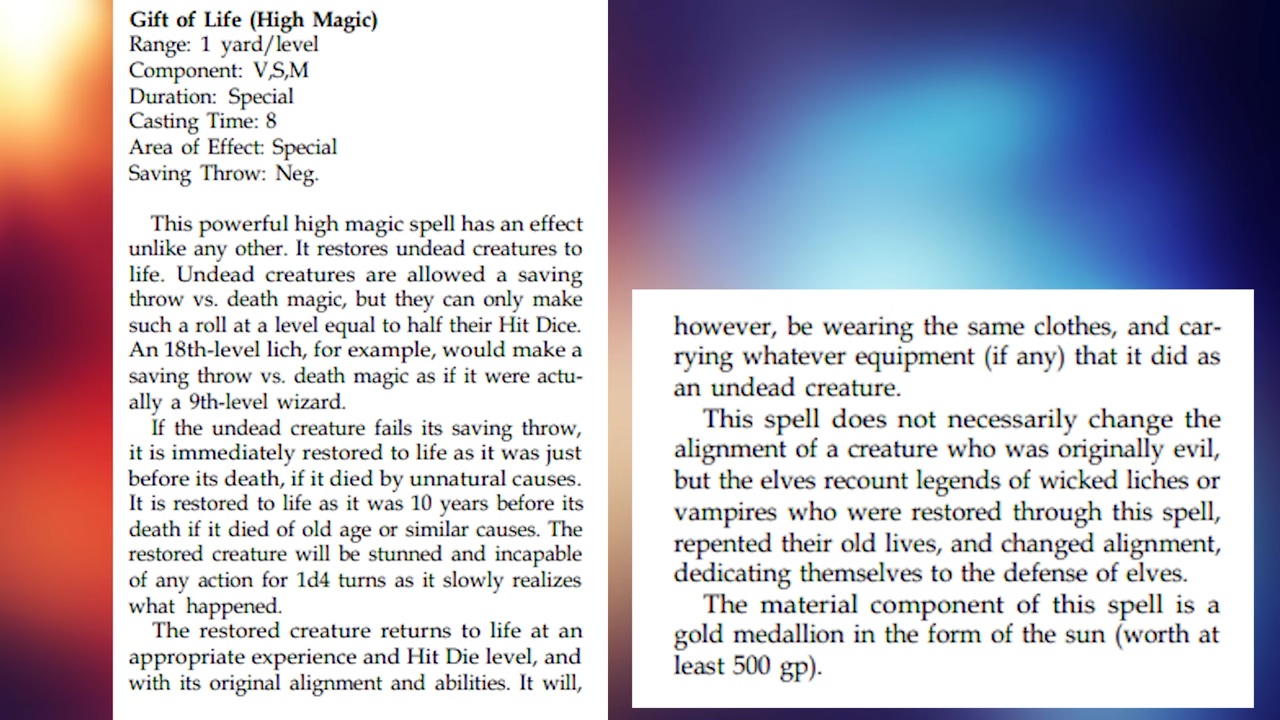 Gift of Life (High Magic)
Range: 1 yard/level
Component: V,S,M
Duration: Special
Casting Time: 8
Area of Effect: Special
Saving Throw: Neg.
This powerful high magic spell has an effect
unlike any other. It restores undead creatures to
life. Undead creatures are allowed a saving
throw vs. death magic, but they can only make
such a roll at a level equal to half their Hit Dice.
An 18th-level lich, for example, would make a
saving throw vs. death magic as if it were actu-
ally a 9th-level wizard.
If the undead creature fails its saving throw,
it is immediately restored to life as it was just
before its death, if it died by unnatural causes.
It is restored to life as it was 10 years before its
death if it died of old age or similar causes. The
restored creature will be stunned and incapable
of any action for 1d4 turns as it slowly realizes
what happened.
The restored creature returns to life at an
appropriate experience and Hit Die level, and
with its original alignment and abilities. It will,
however, be wearing the same clothes, and car-
rying whatever equipment (if any) that it did as
an undead creature.
This spell does not necessarily change the
alignment of a creature who was originally evil,
but the elves recount legends of wicked liches or
vampires who were restored through this spell,
repented their old lives, and changed alignment,
dedicating themselves to the defense of elves.
The material component of this spell is a
gold medallion in the form of the sun (worth at
least 500 gp).